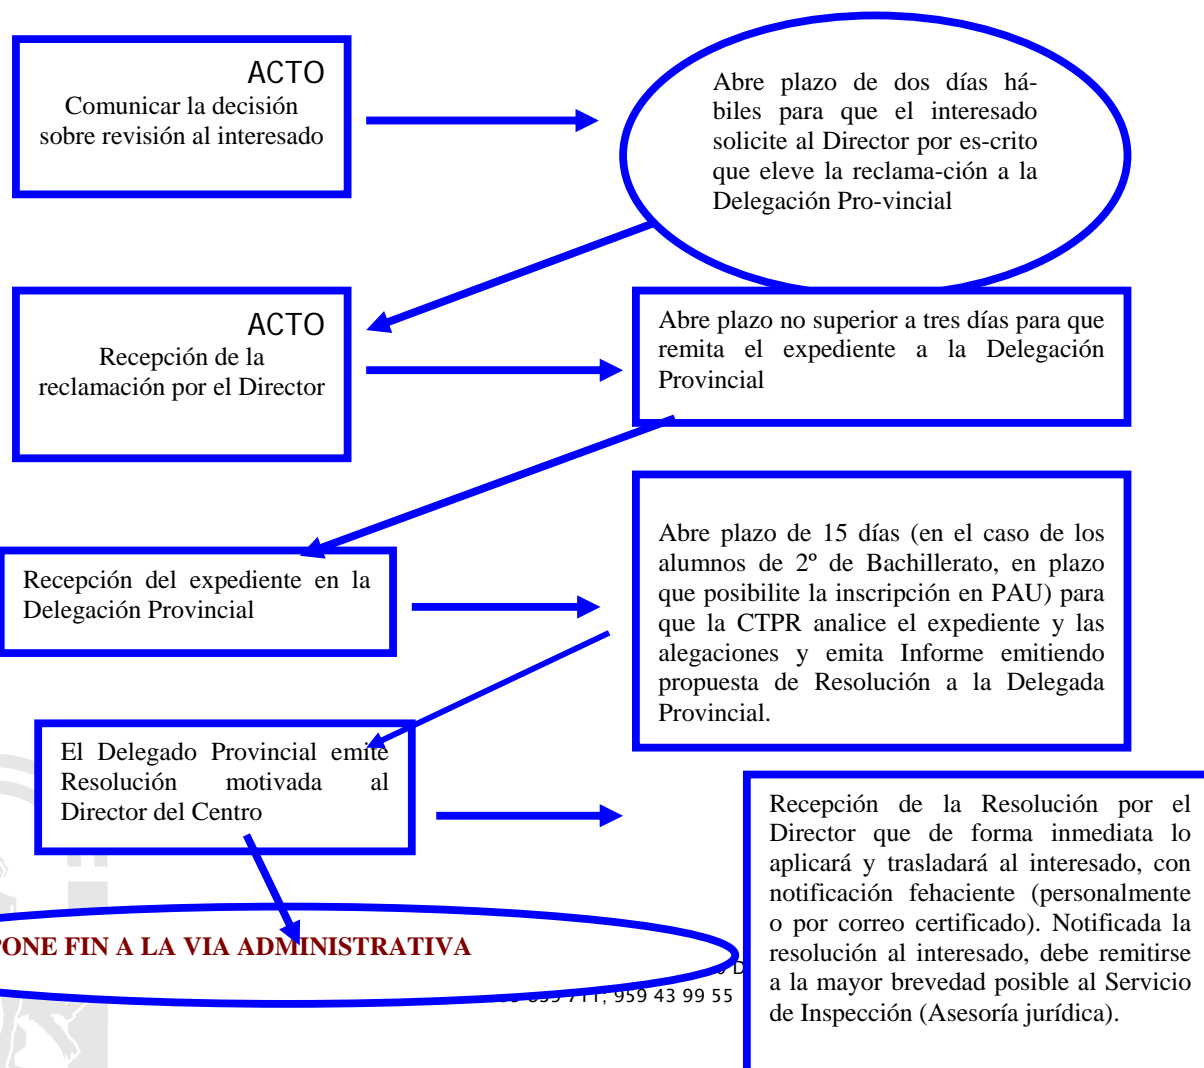 ACTO
Comunicar la decisión
sobre revisión al interesado
Abre plazo de dos días há-
biles para que el interesado
solicite al Director por es-crito
que eleve la reclama-ción a la
Delegación Pro-vincial
ACTO
Recepción de la
reclamación por el Director
Abre plazo no superior a tres días para que
remita el expediente a la Delegación
Provincial
Recepción del expediente en la
Delegación Provincial
Abre plazo de 15 días (en el caso de los
alumnos de 2º de Bachillerato, en plazo
que posibilite la inscripción en PAU) para
que la CTPR analice el expediente y las
alegaciones y emita Informe emitiendo
propuesta de Resolución a la Delegada
Provincial.
El Delegado Provincial emite
Resolución motivada al
Director del Centro
Recepción de la Resolución por el
Director que de forma inmediata lo
aplicará y trasladará al interesado, con
notificación fehaciente (personalmente
o por correo certificado). Notificada la
resolución al interesado, debe remitirse
a la mayor brevedad posible al Servicio
de Inspección (Asesoría jurídica).
PONE FIN A LA VIA ADMINISTRATIVA
959 43 99 55